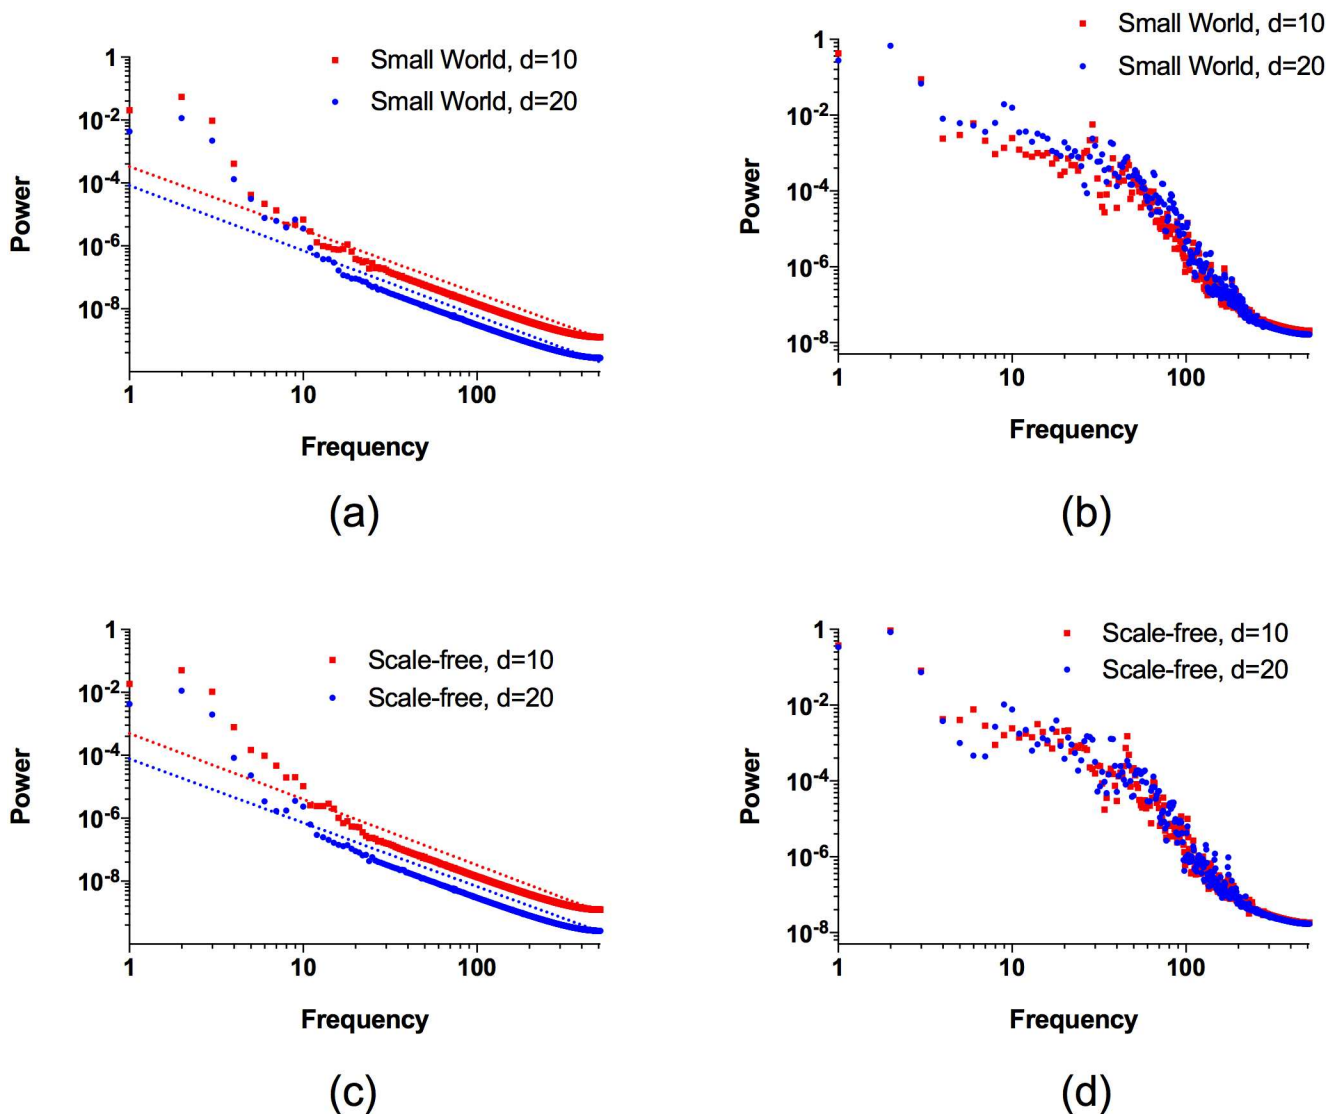 Small World, d=10
Small World, d=20
1
10-2
10-4
10-6
10-8
Power
1
10
100
Frequency
(a)
Small World, d=10
Small World, d=20
1
10-2
10-4
10-6
10-8
Power
1
10
100
Frequency
(b)
Scale-free, d=10
Scale-free, d=20
1
10-2
10-4
10-6
10-8
Power
1
10
100
Frequency
(c)
Scale-free, d=10
Scale-free, d=20
1
10-2
10-4
10-6
10-8
Power
1
10
100
Frequency
(d)